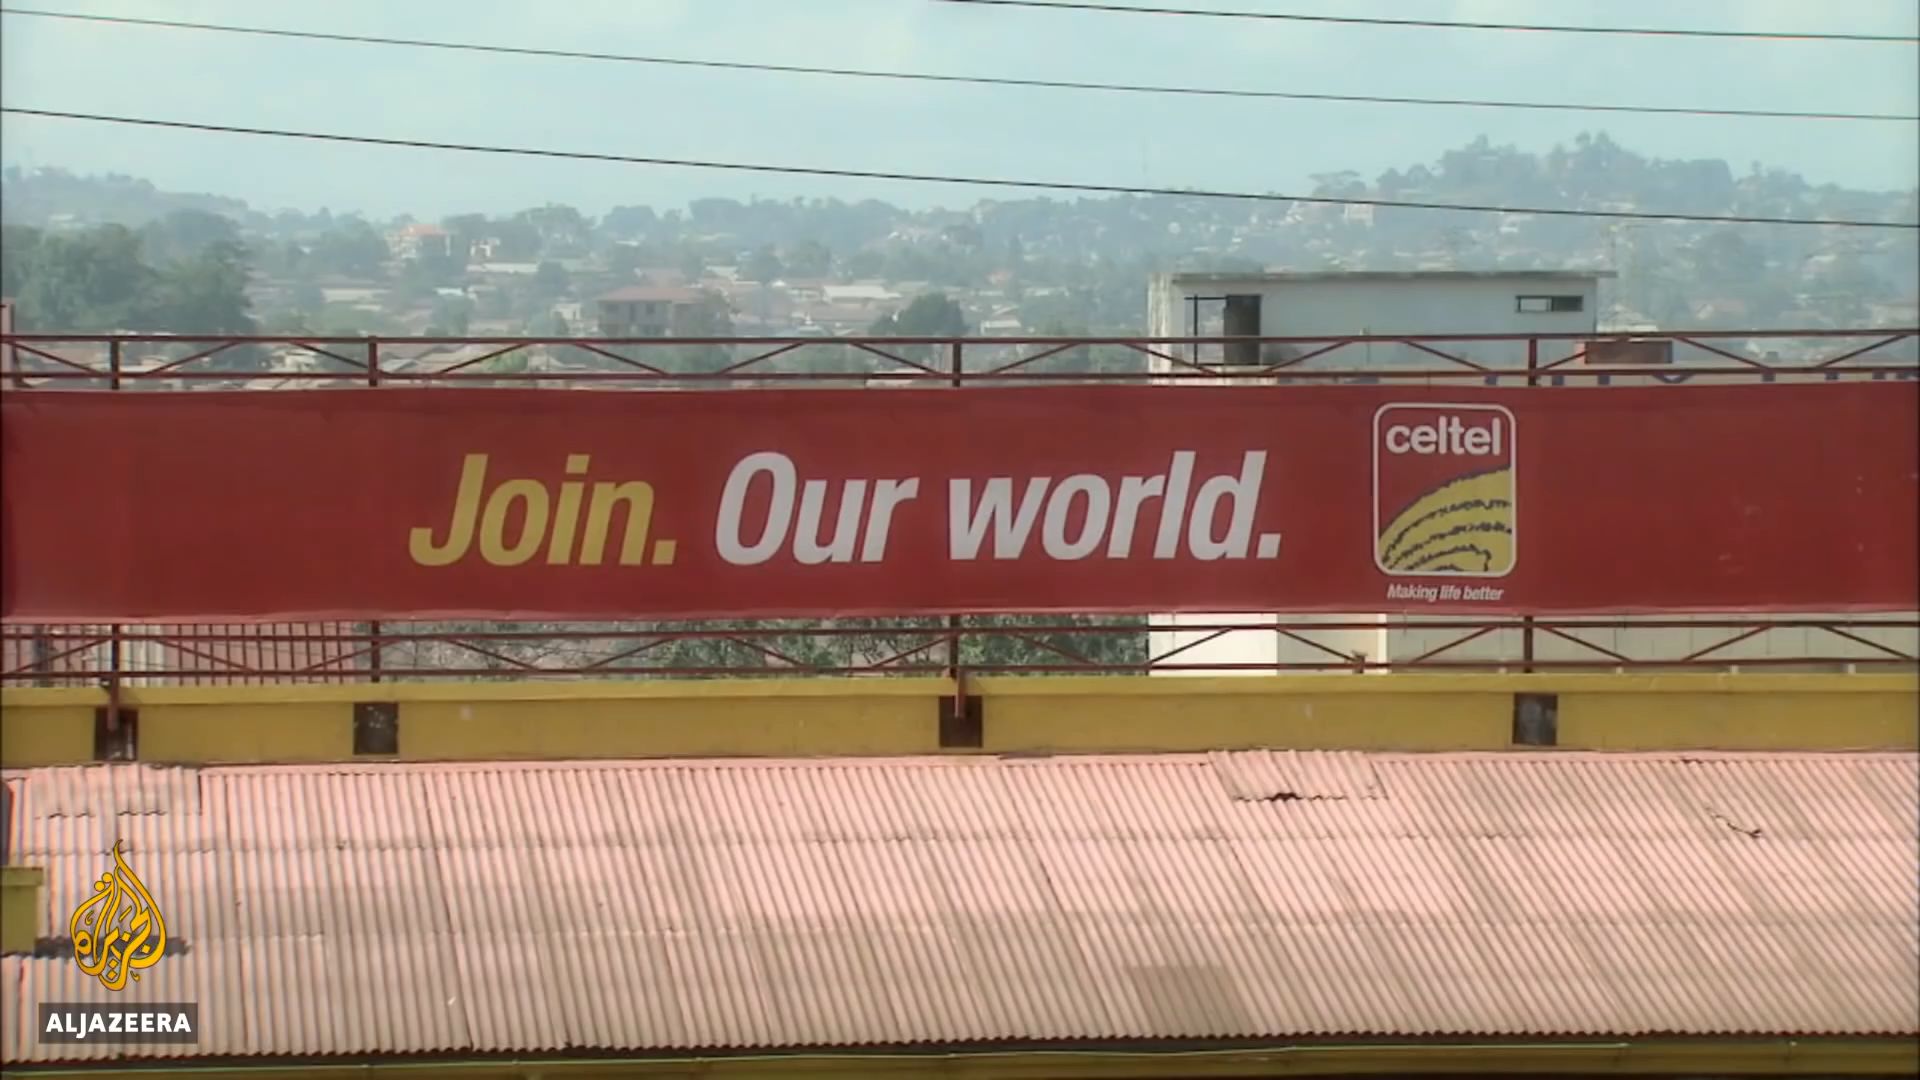 Join. Our world.
celtel
Making life better
الجزيرة
ALJAZEERA